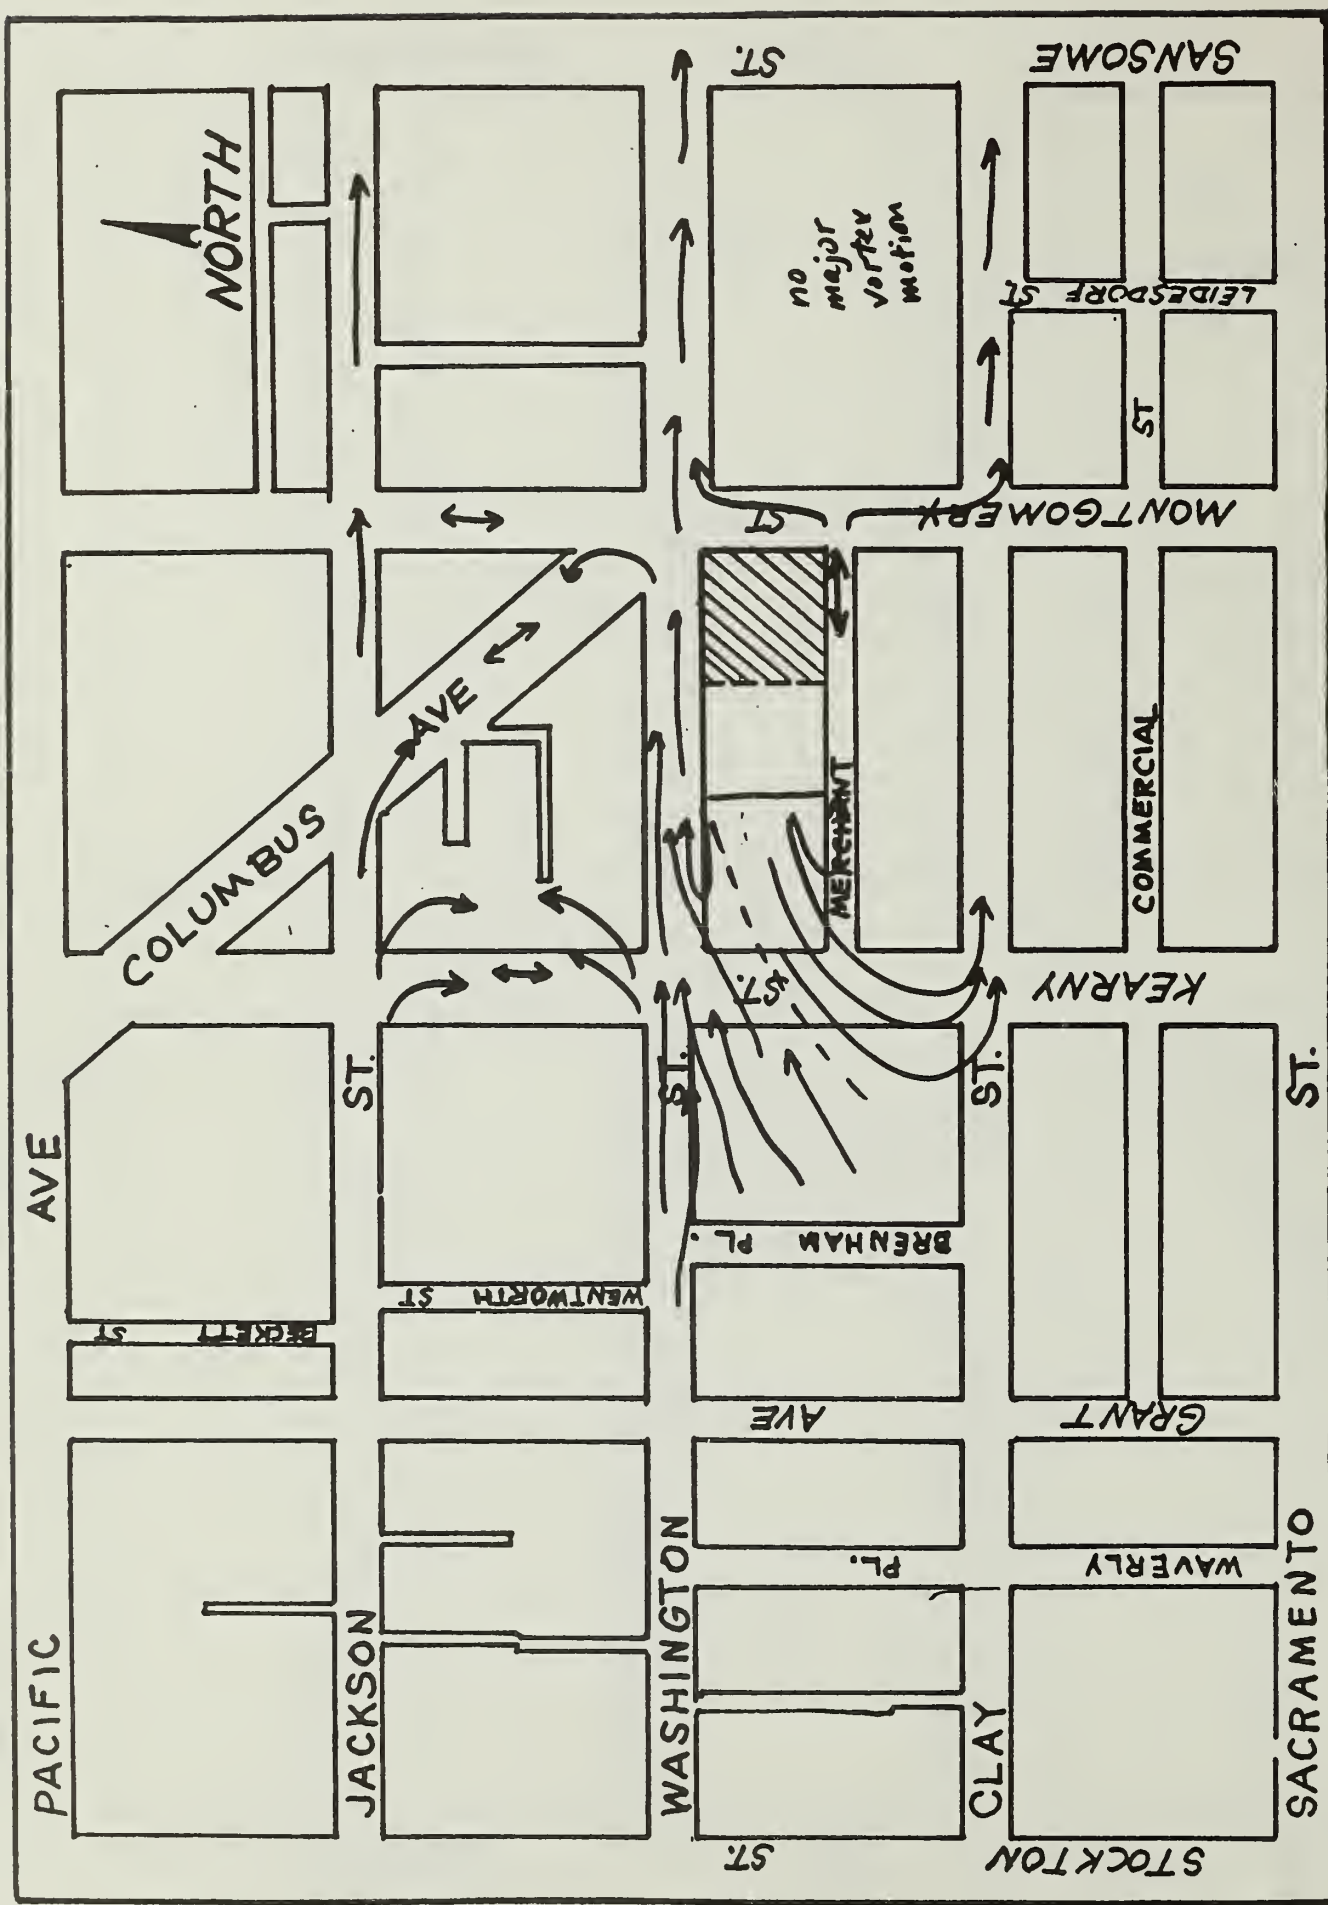 SANSOME ST.
NORTH
no
major
vortex
motion
LEIDESDORF ST
MONTGOMERY ST
COLUMBUS AVE
MERCHANT
COMMERCIAL ST
KEARNY ST.
PACIFIC AVE
JACKSON ST.
WASHINGTON ST.
CLAY ST.
SACRAMENTO ST.
BRENHAM PL.
WENTWORTH ST
BECKETT ST
GRANT AVE
WAVERLY PL.
STOCKTON ST.